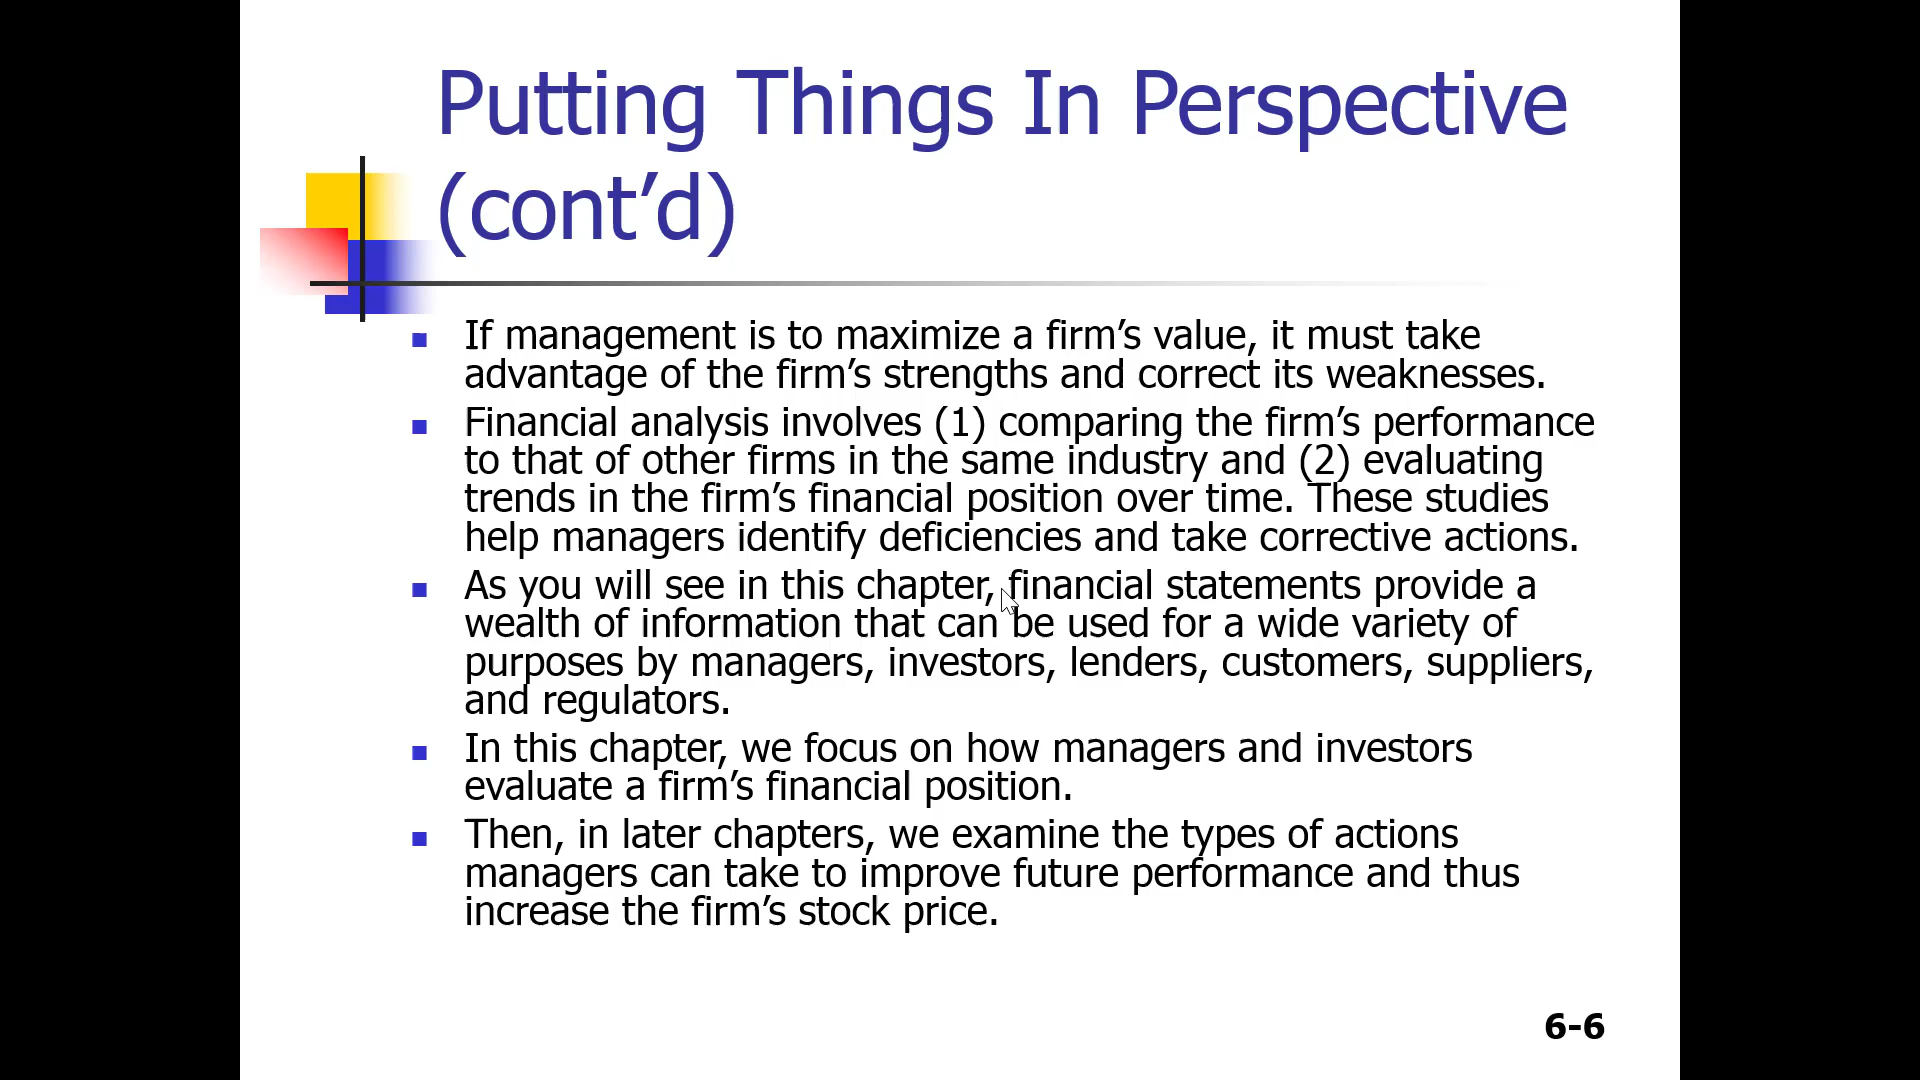 Putting Things In Perspective
(cont’d)
If management is to maximize a firm’s value, it must take
advantage of the firm’s strengths and correct its weaknesses.
Financial analysis involves (1) comparing the firm’s performance
to that of other firms in the same industry and (2) evaluating
trends in the firm’s financial position over time. These studies
help managers identify deficiencies and take corrective actions.
As you will see in this chapter, financial statements provide a
wealth of information that can be used for a wide variety of
purposes by managers, investors, lenders, customers, suppliers,
and regulators.
In this chapter, we focus on how managers and investors
evaluate a firm’s financial position.
Then, in later chapters, we examine the types of actions
managers can take to improve future performance and thus
increase the firm’s stock price.
6-6